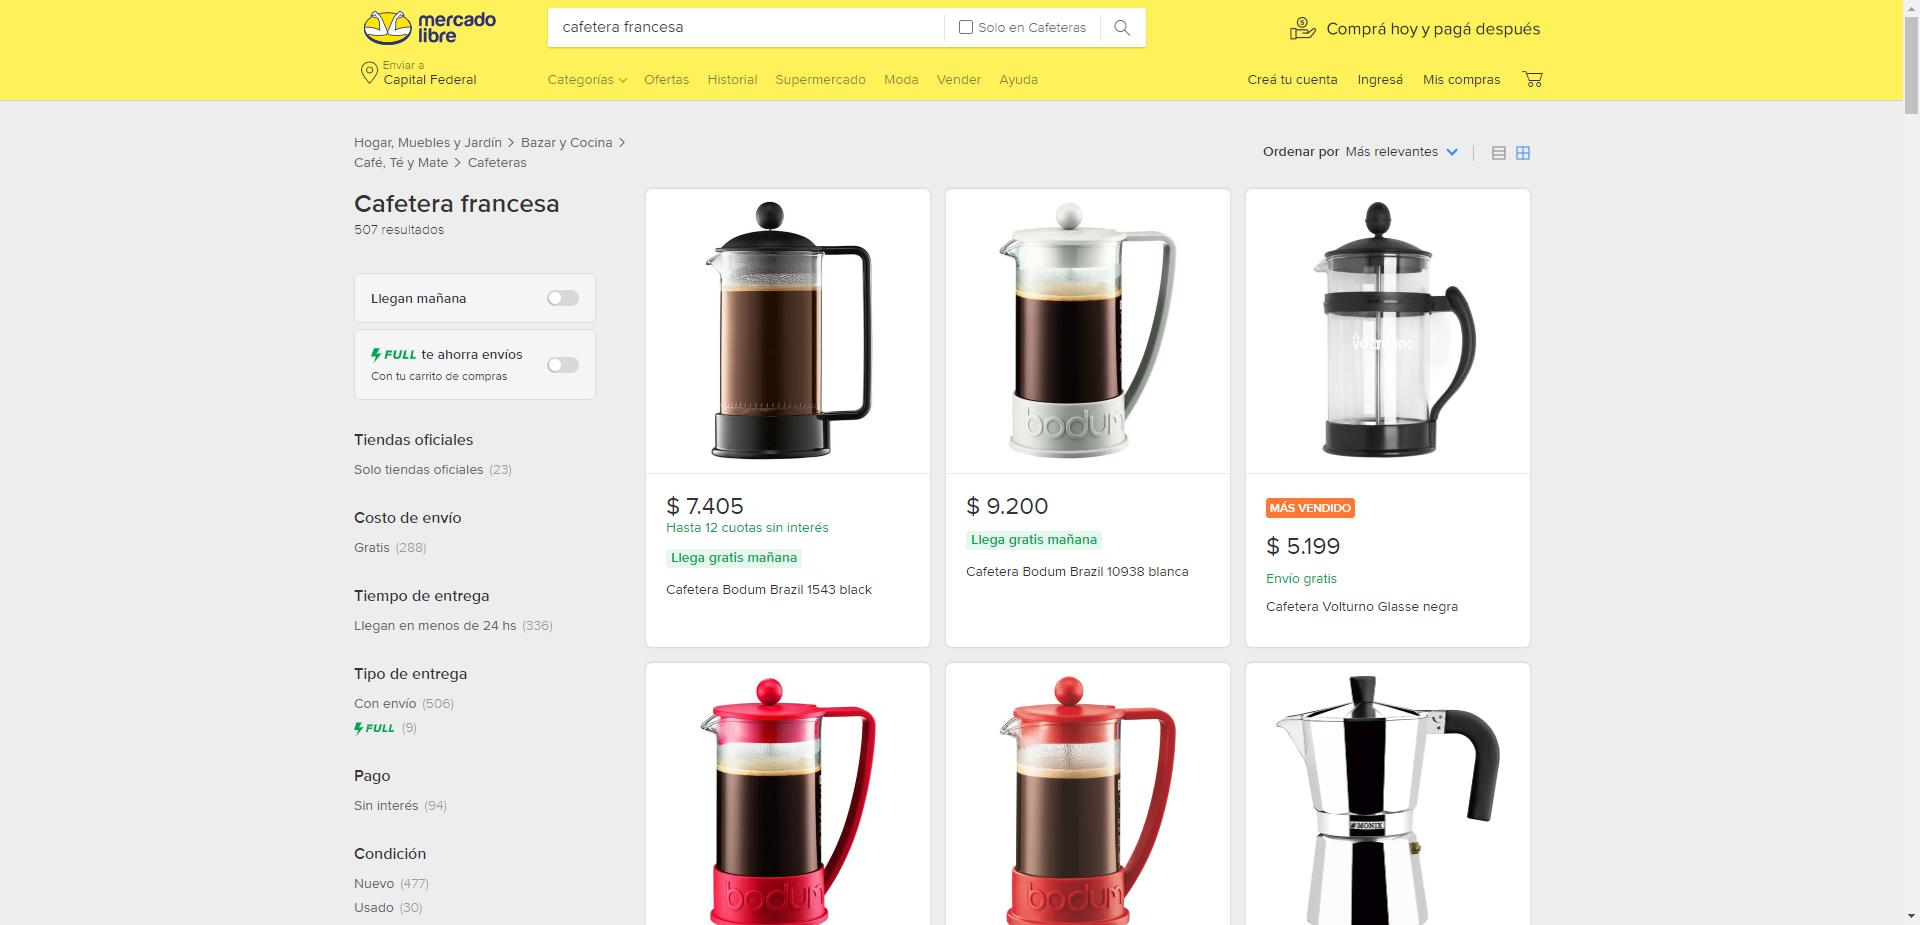 mercado libre
cafetera francesa
Solo en Cafeteras
Comprá hoy y pagá después
Enviar a
Capital Federal
Categorías Ofertas Historial Supermercado Moda Vender Ayuda
Creá tu cuenta Ingresá Mis compras
Hogar, Muebles y Jardín > Bazar y Cocina >
Café, Té y Mate > Cafeteras
Ordenar por Más relevantes
Cafetera francesa
507 resultados
Llegan mañana
FULL te ahorra envíos
Con tu carrito de compras
Tiendas oficiales
Solo tiendas oficiales (23)
Costo de envío
Gratis (288)
Tiempo de entrega
Llegan en menos de 24 hs (336)
Tipo de entrega
Con envío (506)
FULL (9)
Pago
Sin interés (94)
Condición
Nuevo (477)
Usado (30)
$ 7.405
Hasta 12 cuotas sin interés
Llega gratis mañana
Cafetera Bodum Brazil 1543 black
bodum
$ 9.200
Llega gratis mañana
Cafetera Bodum Brazil 10938 blanca
MÁS VENDIDO
$ 5.199
Envío gratis
Cafetera Volturno Glasse negra
bodum
bodum
MONIX